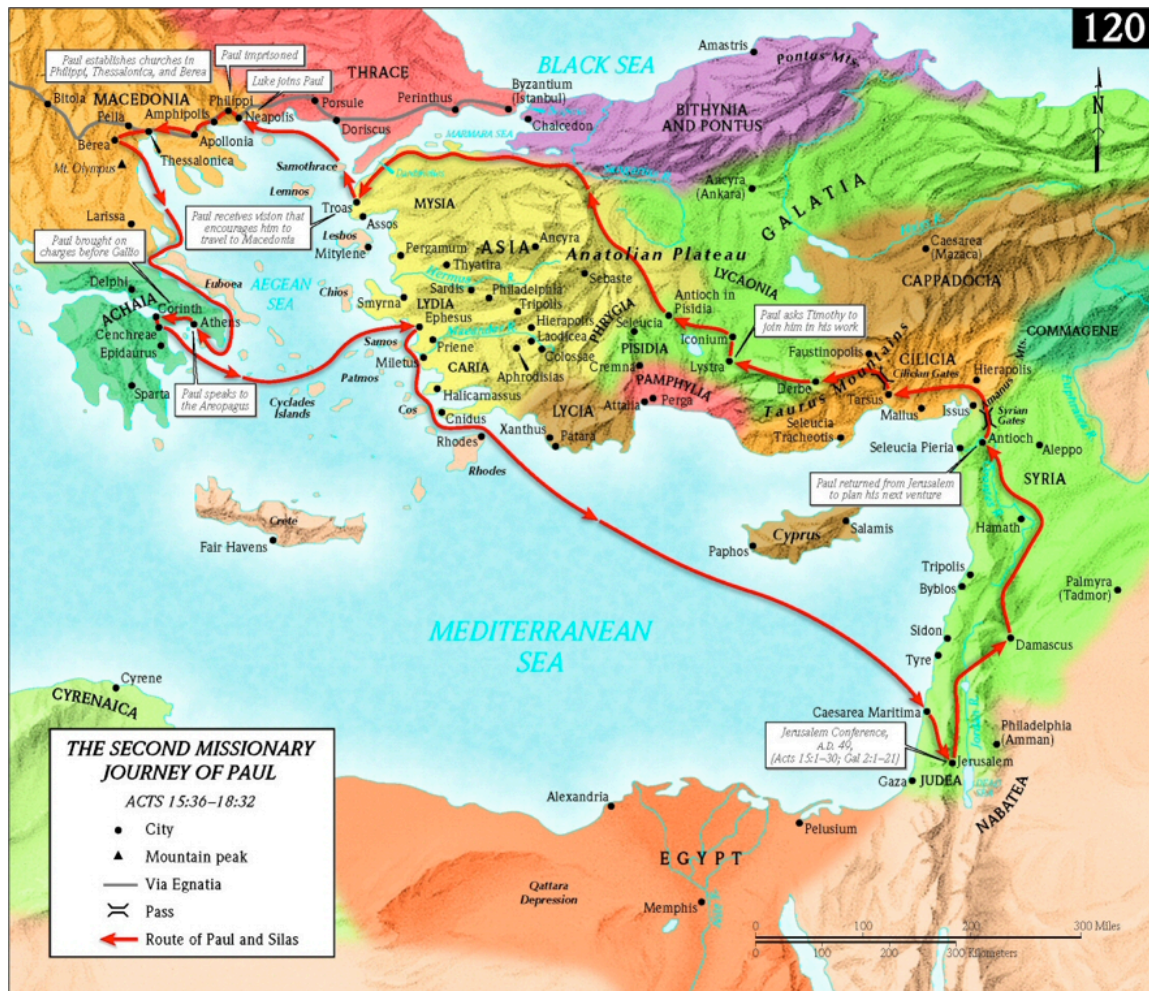 120
Paul establishes churches in
Philippi, Thessalonica, and Berea
Paul imprisoned
Luke joins Paul
THRACE
BLACK SEA
Amastris
Pontus Mts.
Bitola
MACEDONIA
Pella
Amphipolis
Philippi
Neapolis
Porsule
Doriscus
Perinthus
Byzantium
(Istanbul)
Chalcedon
BITHYNIA
AND PONTUS
N
Berea
Apollonia
Thessalonica
MARMARA SEA
Mt. Olympus
Samothrace
Dardanelles
Sangarius R.
Ancyra
(Ankara)
GALATIA
Lemnos
Troas
MYSIA
Paul receives vision that
encourages him to
travel to Macedonia
Assos
Lesbos
Mitylene
Larissa
Paul brought on
charges before Gallio
Pergamum
ASIA
Ancyra
Anatolian Plateau
Thyatira
Hermus R.
Sardis
Philadelphia
Sebaste
LYCAONIA
Halys R.
Caesarea
(Mazaca)
CAPPADOCIA
Delphi
Euboea
AEGEAN
SEA
Chios
Smyrna
LYDIA
Tripolis
PHRYGIA
Antioch in
Pisidia
Paul asks Timothy to
join him in his work
COMMAGENE
ACHAIA
Corinth
Athens
Cenchreae
Epidaurus
Ephesus
Samos
Hierapolis
Laodicea
Maeander R.
Colossae
Seleucia
Iconium
Priene
Miletus
CARIA
Aphrodisias
PISIDIA
Cremna
Lystra
Faustinopolis
CILICIA
Cilician Gates
Hierapolis
Sparta
Paul speaks to
the Areopagus
Patmos
Cyclades
Islands
Cos
Halicarnassus
Cnidus
PAMPHYLIA
Perga
Attalia
LYCIA
Derbe
Taurus Mountains
Tarsus
Mallus
Issus
Amanus Mts.
Syrian
Gates
Euphrates R.
Rhodes
Rhodes
Xanthus
Patara
Seleucia
Tracheotis
Seleucia Pieria
Antioch
Aleppo
Paul returned from Jerusalem
to plan his next venture
SYRIA
Crete
Fair Havens
Cyprus
Salamis
Paphos
Hamath
Tripolis
Byblos
Palmyra
(Tadmor)
MEDITERRANEAN
SEA
Sidon
Tyre
Damascus
Cyrene
CYRENAICA
Caesarea Maritima
Jordan R.
Philadelphia
(Amman)
Jerusalem Conference,
A.D. 49,
(Acts 15:1–30; Gal 2:1–21)
Jerusalem
Gaza
JUDEA
NABATEA
Alexandria
Pelusium
EGYPT
Qattara
Depression
Memphis
Nile R.
THE SECOND MISSIONARY
JOURNEY OF PAUL
ACTS 15:36–18:32
City
Mountain peak
Via Egnatia
Pass
Route of Paul and Silas
0 100 200 300 Miles
0 100 200 300 Kilometers